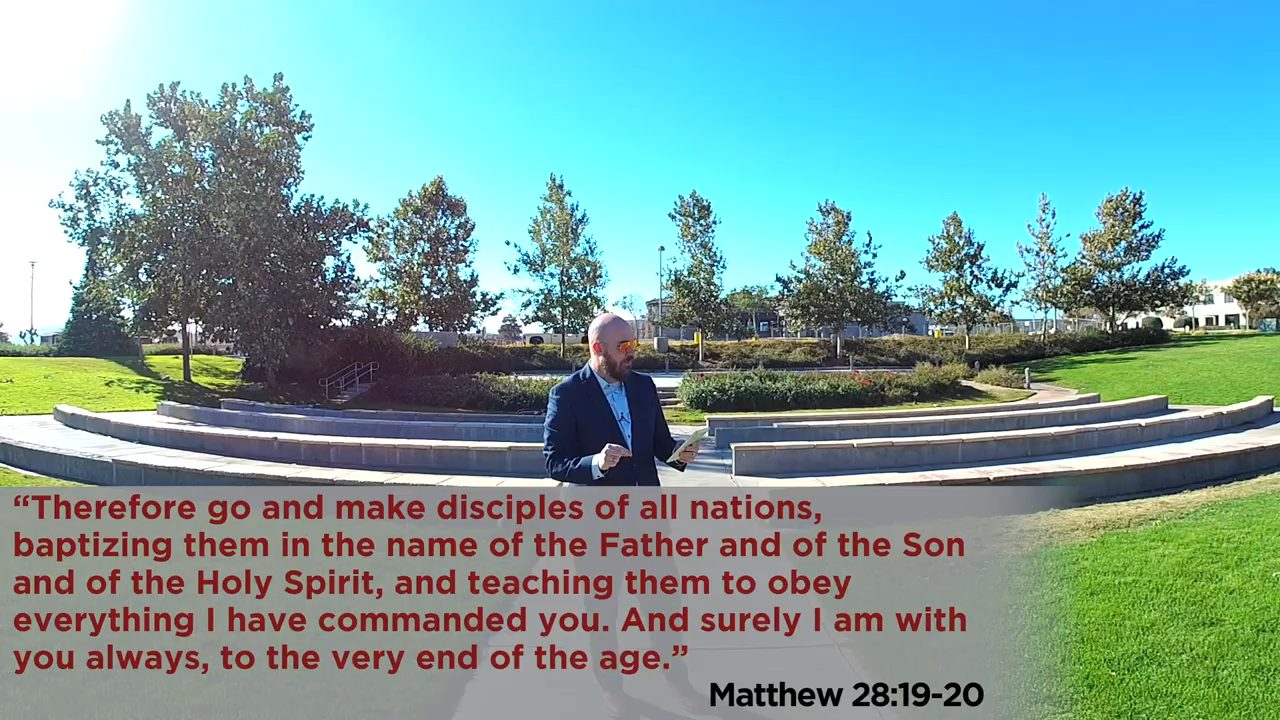 “Therefore go and make disciples of all nations,
baptizing them in the name of the Father and of the Son
and of the Holy Spirit, and teaching them to obey
everything I have commanded you. And surely I am with
you always, to the very end of the age.”
Matthew 28:19-20